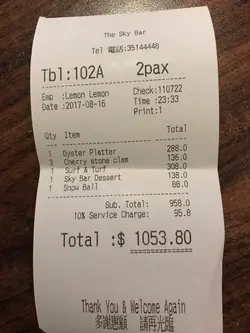 The Sky Bar
Tel 電話:35144448
Tbl:102A 2pax
Emp :Lemon Lemon Check:110722
Date :2017-08-16 Time :23:33
Print:1
Qty Item Total
1 Oyster Platter 288.0
3 Cherry stone clam 136.0
1 Surf & Turf 308.0
1 Sky Bar Dessert 138.0
1 Snow Ball 88.0
Sub. Total: 958.0
10% Service Charge: 95.8
Total :$ 1053.80
Thank You & Welcome Again
多謝惠顧 請再光臨